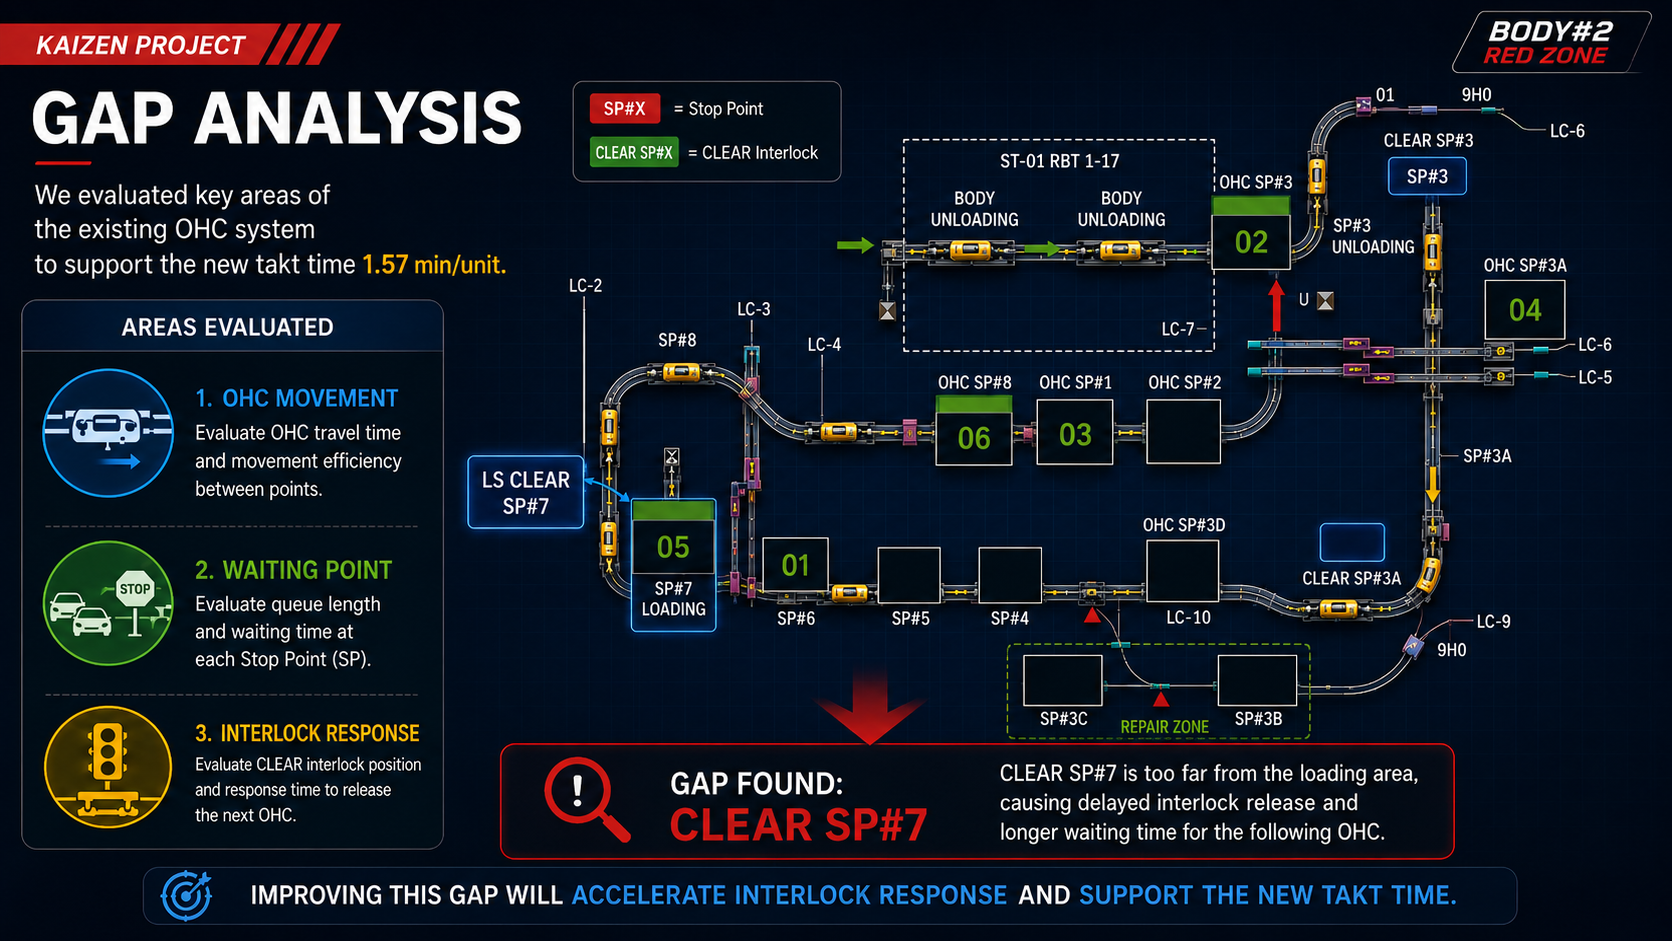 KAIZEN PROJECT
BODY#2
RED ZONE
GAP ANALYSIS
We evaluated key areas of
the existing OHC system
to support the new takt time 1.57 min/unit.
SP#X = Stop Point
CLEAR SP#X = CLEAR Interlock
AREAS EVALUATED
1. OHC MOVEMENT
Evaluate OHC travel time
and movement efficiency
between points.
2. WAITING POINT
STOP
Evaluate queue length
and waiting time at
each Stop Point (SP).
3. INTERLOCK RESPONSE
Evaluate CLEAR interlock position
and response time to release
the next OHC.
01
9H0
LC-6
CLEAR SP#3
SP#3
ST-01 RBT 1-17
BODY
UNLOADING
BODY
UNLOADING
OHC SP#3
02
SP#3
UNLOADING
OHC SP#3A
04
U
LC-7
LC-6
LC-5
LC-2
LC-3
SP#8
LC-4
OHC SP#8
06
OHC SP#1
03
OHC SP#2
SP#3A
LS CLEAR
SP#7
05
SP#7
LOADING
01
SP#6
SP#5
SP#4
OHC SP#3D
LC-10
CLEAR SP#3A
LC-9
9H0
SP#3C
REPAIR ZONE
SP#3B
!
GAP FOUND:
CLEAR SP#7
CLEAR SP#7 is too far from the loading area,
causing delayed interlock release and
longer waiting time for the following OHC.
IMPROVING THIS GAP WILL ACCELERATE INTERLOCK RESPONSE AND SUPPORT THE NEW TAKT TIME.